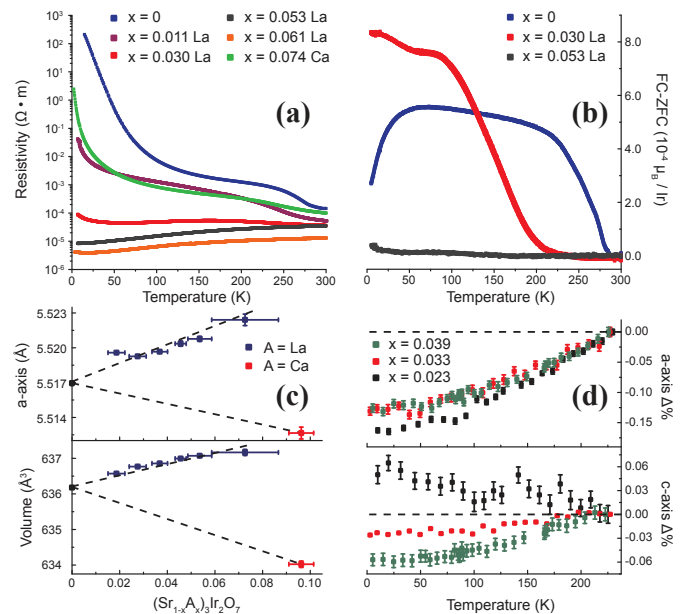 x = 0
x = 0.053 La
x = 0.011 La
x = 0.061 La
x = 0.030 La
x = 0.074 Ca
(a)
Resistivity (Ω • m)
10³
10²
10¹
10⁰
10⁻¹
10⁻²
10⁻³
10⁻⁴
10⁻⁵
10⁻⁶
0 50 100 150 200 250 300
Temperature (K)
x = 0
x = 0.030 La
x = 0.053 La
(b)
FC-ZFC (10⁻⁴ μB / Ir)
8.0
6.0
4.0
2.0
0.0
0 50 100 150 200 250 300
Temperature (K)
5.523
5.520
5.517
5.514
a-axis (Å)
A = La
A = Ca
(c)
637
636
635
634
Volume (Å³)
0.00 0.02 0.04 0.06 0.08 0.10
(Sr1-xAx)3Ir2O7
x = 0.039
x = 0.033
x = 0.023
(d)
0.00
-0.05
-0.10
-0.15
a-axis Δ%
0.06
0.03
0.00
-0.03
-0.06
c-axis Δ%
0 50 100 150 200
Temperature (K)